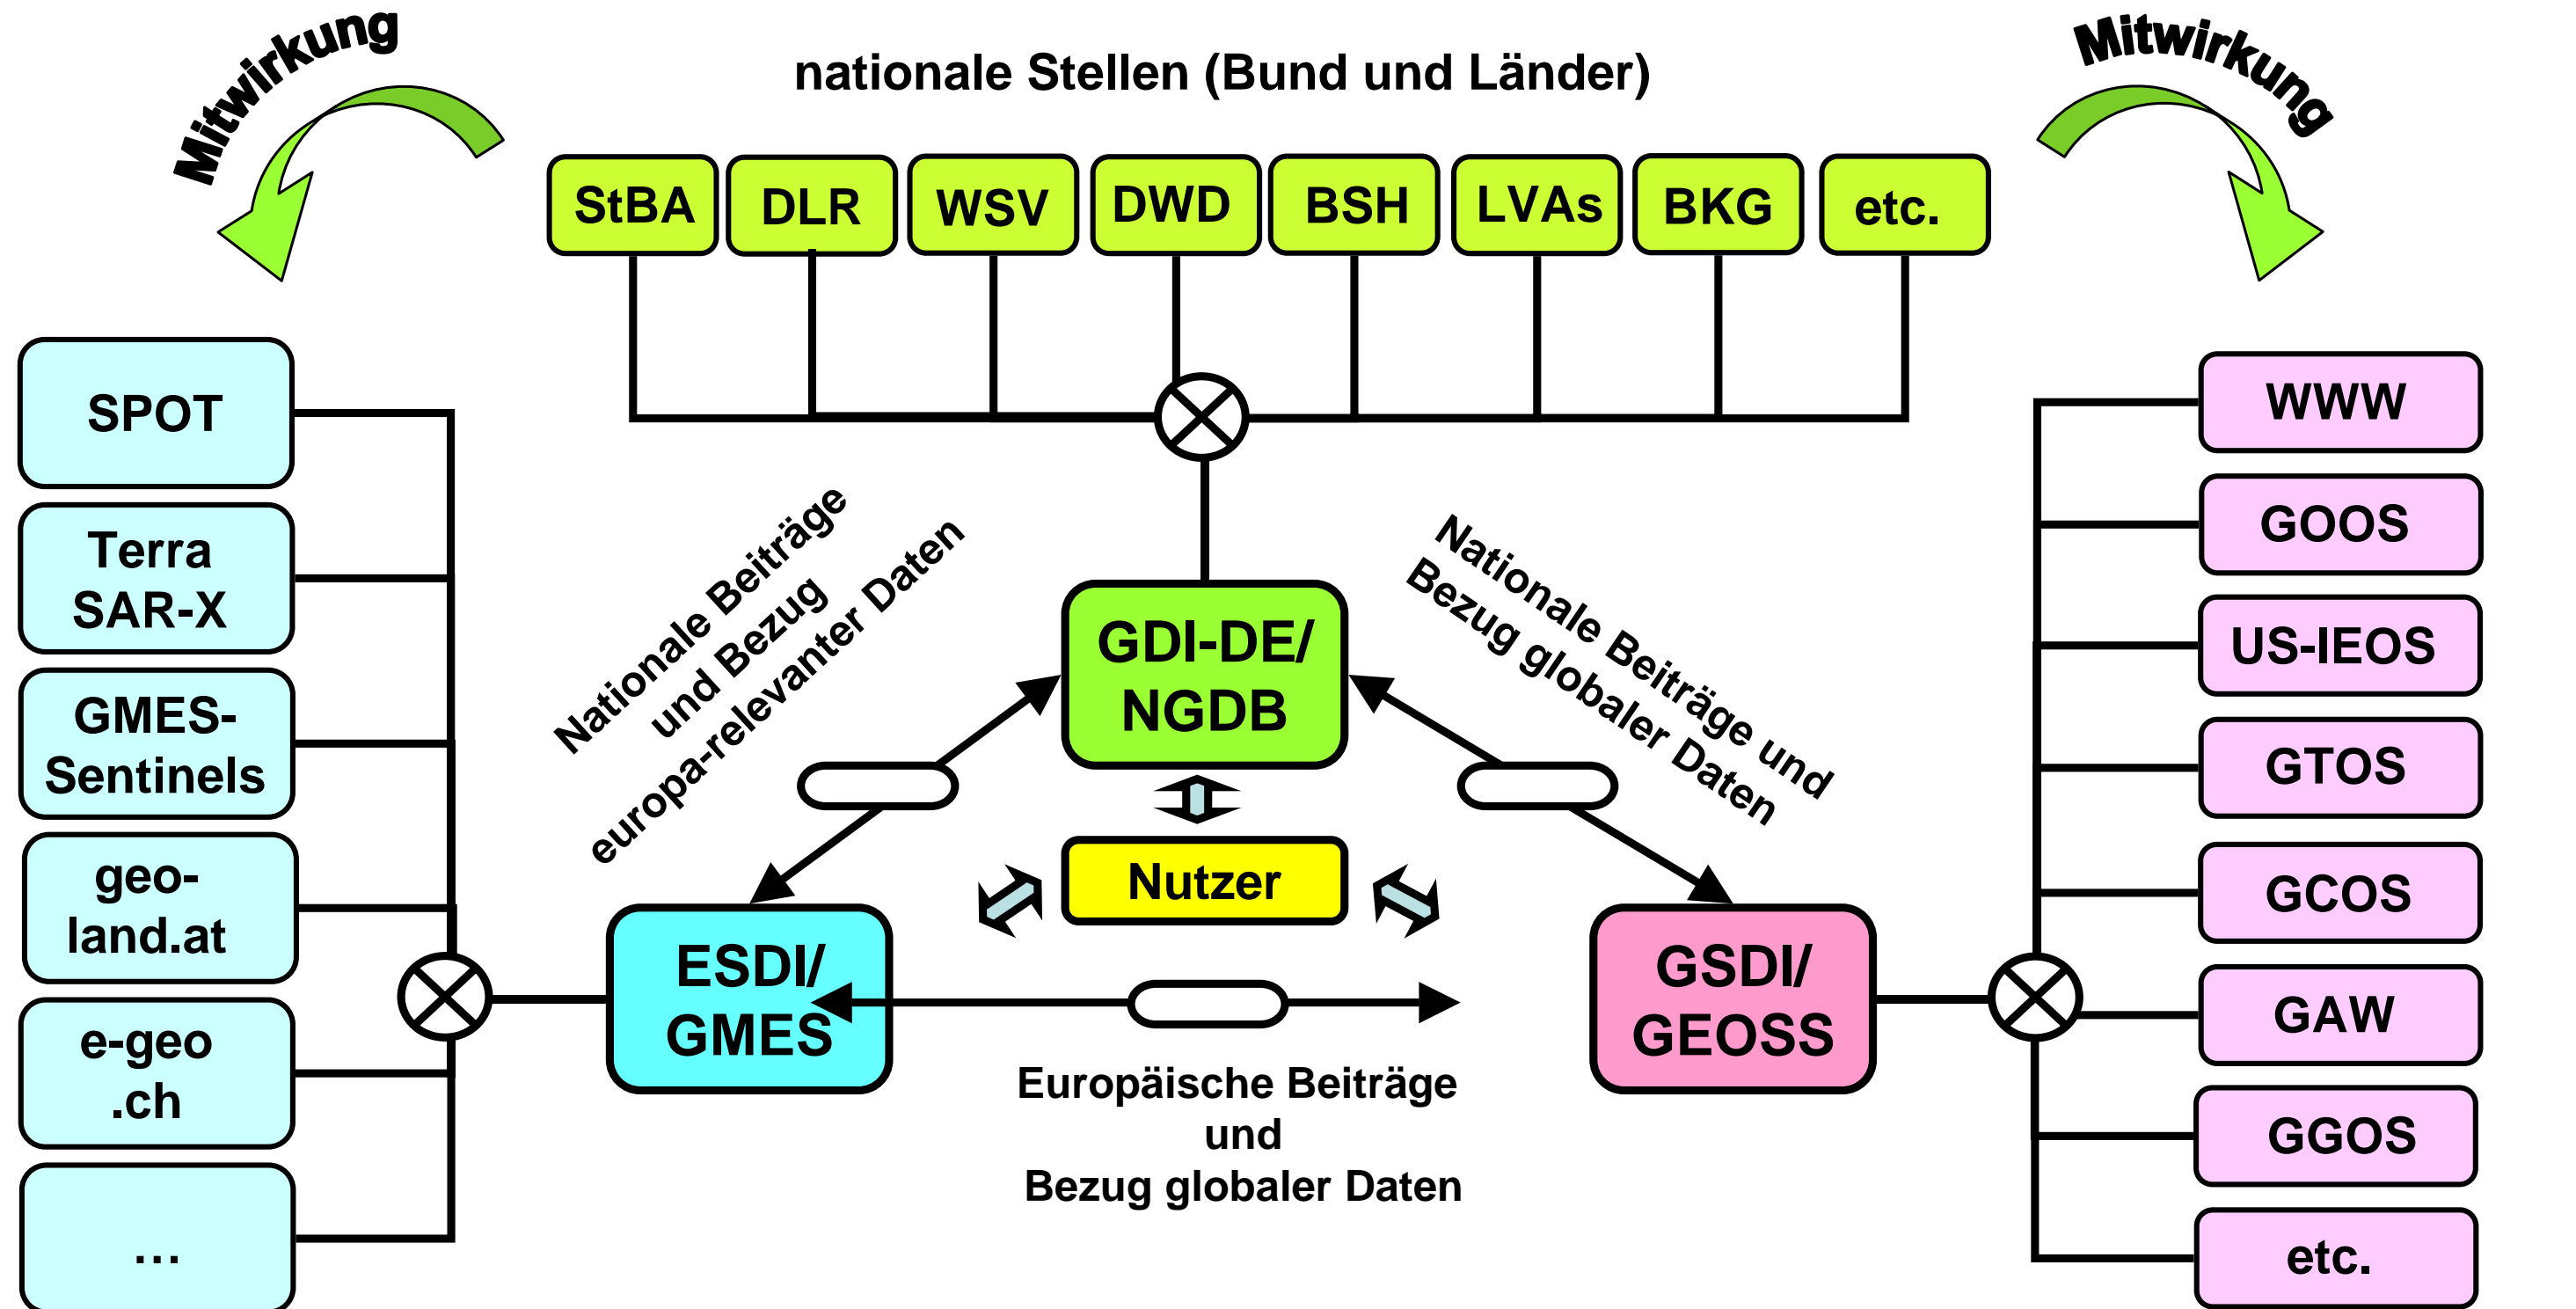 Mitwirkung
nationale Stellen (Bund und Länder)
Mitwirkung
StBA
DLR
WSV
DWD
BSH
LVAs
BKG
etc.
SPOT
Terra
SAR-X
GMES-
Sentinels
geo-
land.at
e-geo
.ch
...
Nationale Beiträge
und Bezug
europa-relevanter Daten
GDI-DE/
NGDB
Nationale Beiträge und
Bezug globaler Daten
Nutzer
ESDI/
GMES
GSDI/
GEOSS
Europäische Beiträge
und
Bezug globaler Daten
WWW
GOOS
US-IEOS
GTOS
GCOS
GAW
GGOS
etc.